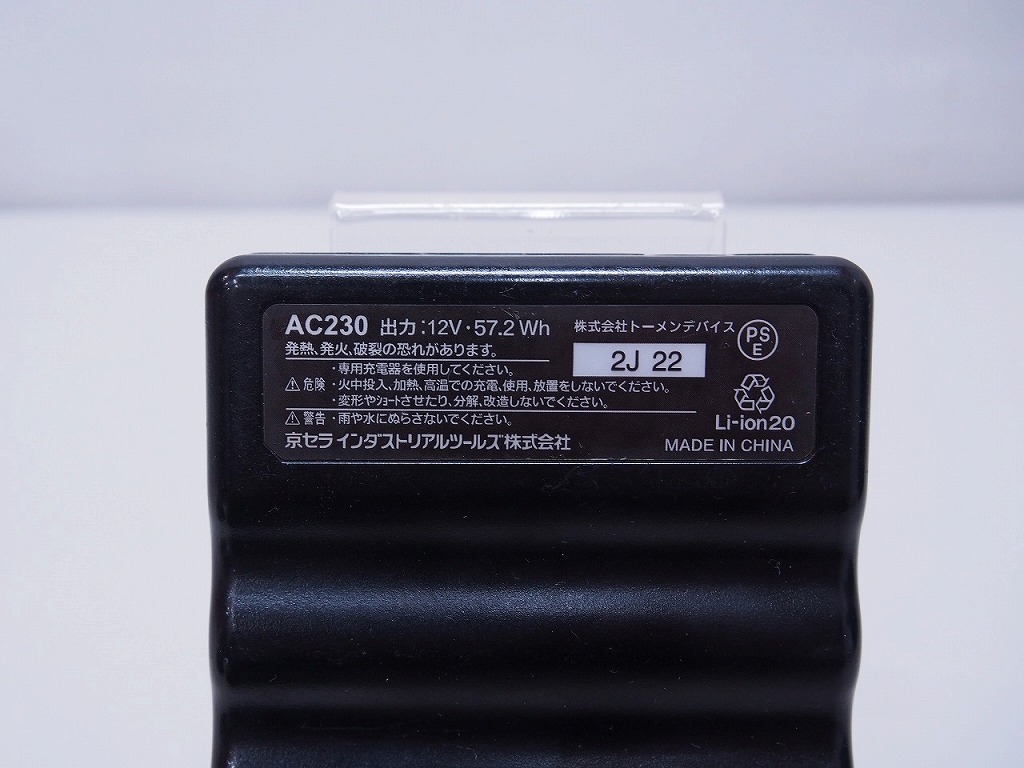 AC230 出力:12V・57.2Wh 株式会社トーメンデバイス
PS
E
発熱、発火、破裂の恐れがあります。
2J 22
・専用充電器を使用してください。
危険 ・火中投入、加熱、高温での充電、使用、放置をしないでください。
・変形やショートさせたり、分解、改造しないでください。
警告 ・雨や水にぬらさないでください。
Li-ion20
京セラ インダストリアルツールズ株式会社
MADE IN CHINA